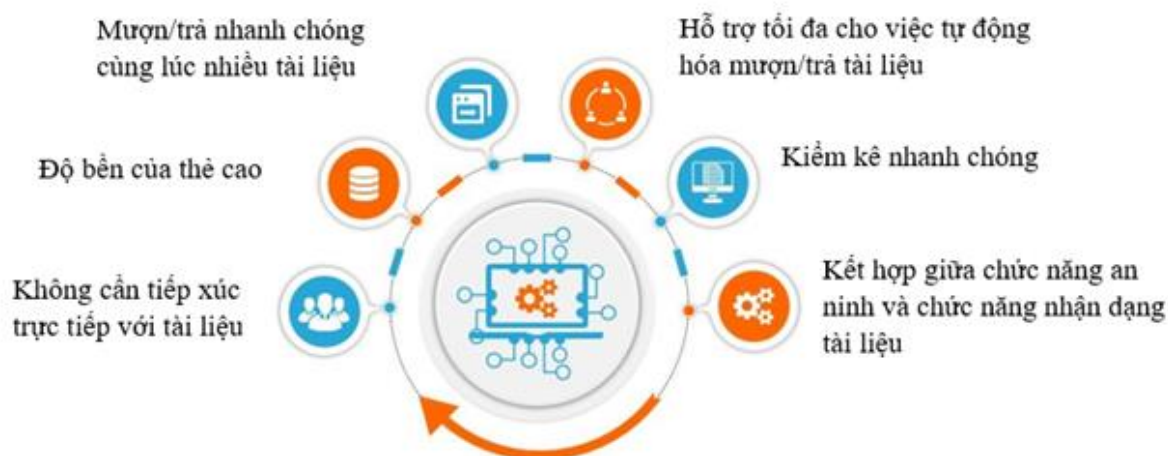 Mượn/trả nhanh chóng
cùng lúc nhiều tài liệu
Hỗ trợ tối đa cho việc tự động
hóa mượn/trả tài liệu
Độ bền của thẻ cao
Kiểm kê nhanh chóng
Không cần tiếp xúc
trực tiếp với tài liệu
Kết hợp giữa chức năng an
ninh và chức năng nhận dạng
tài liệu